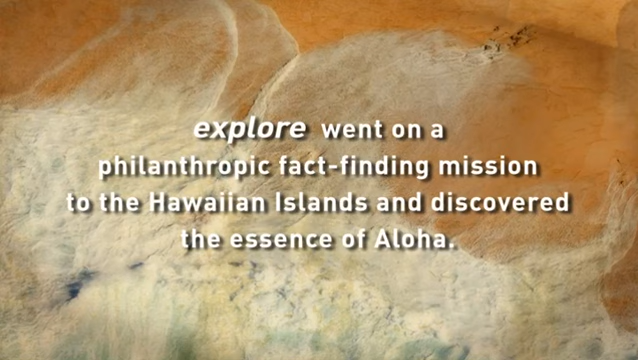 explore went on a
philanthropic fact-finding mission
to the Hawaiian Islands and discovered
the essence of Aloha.